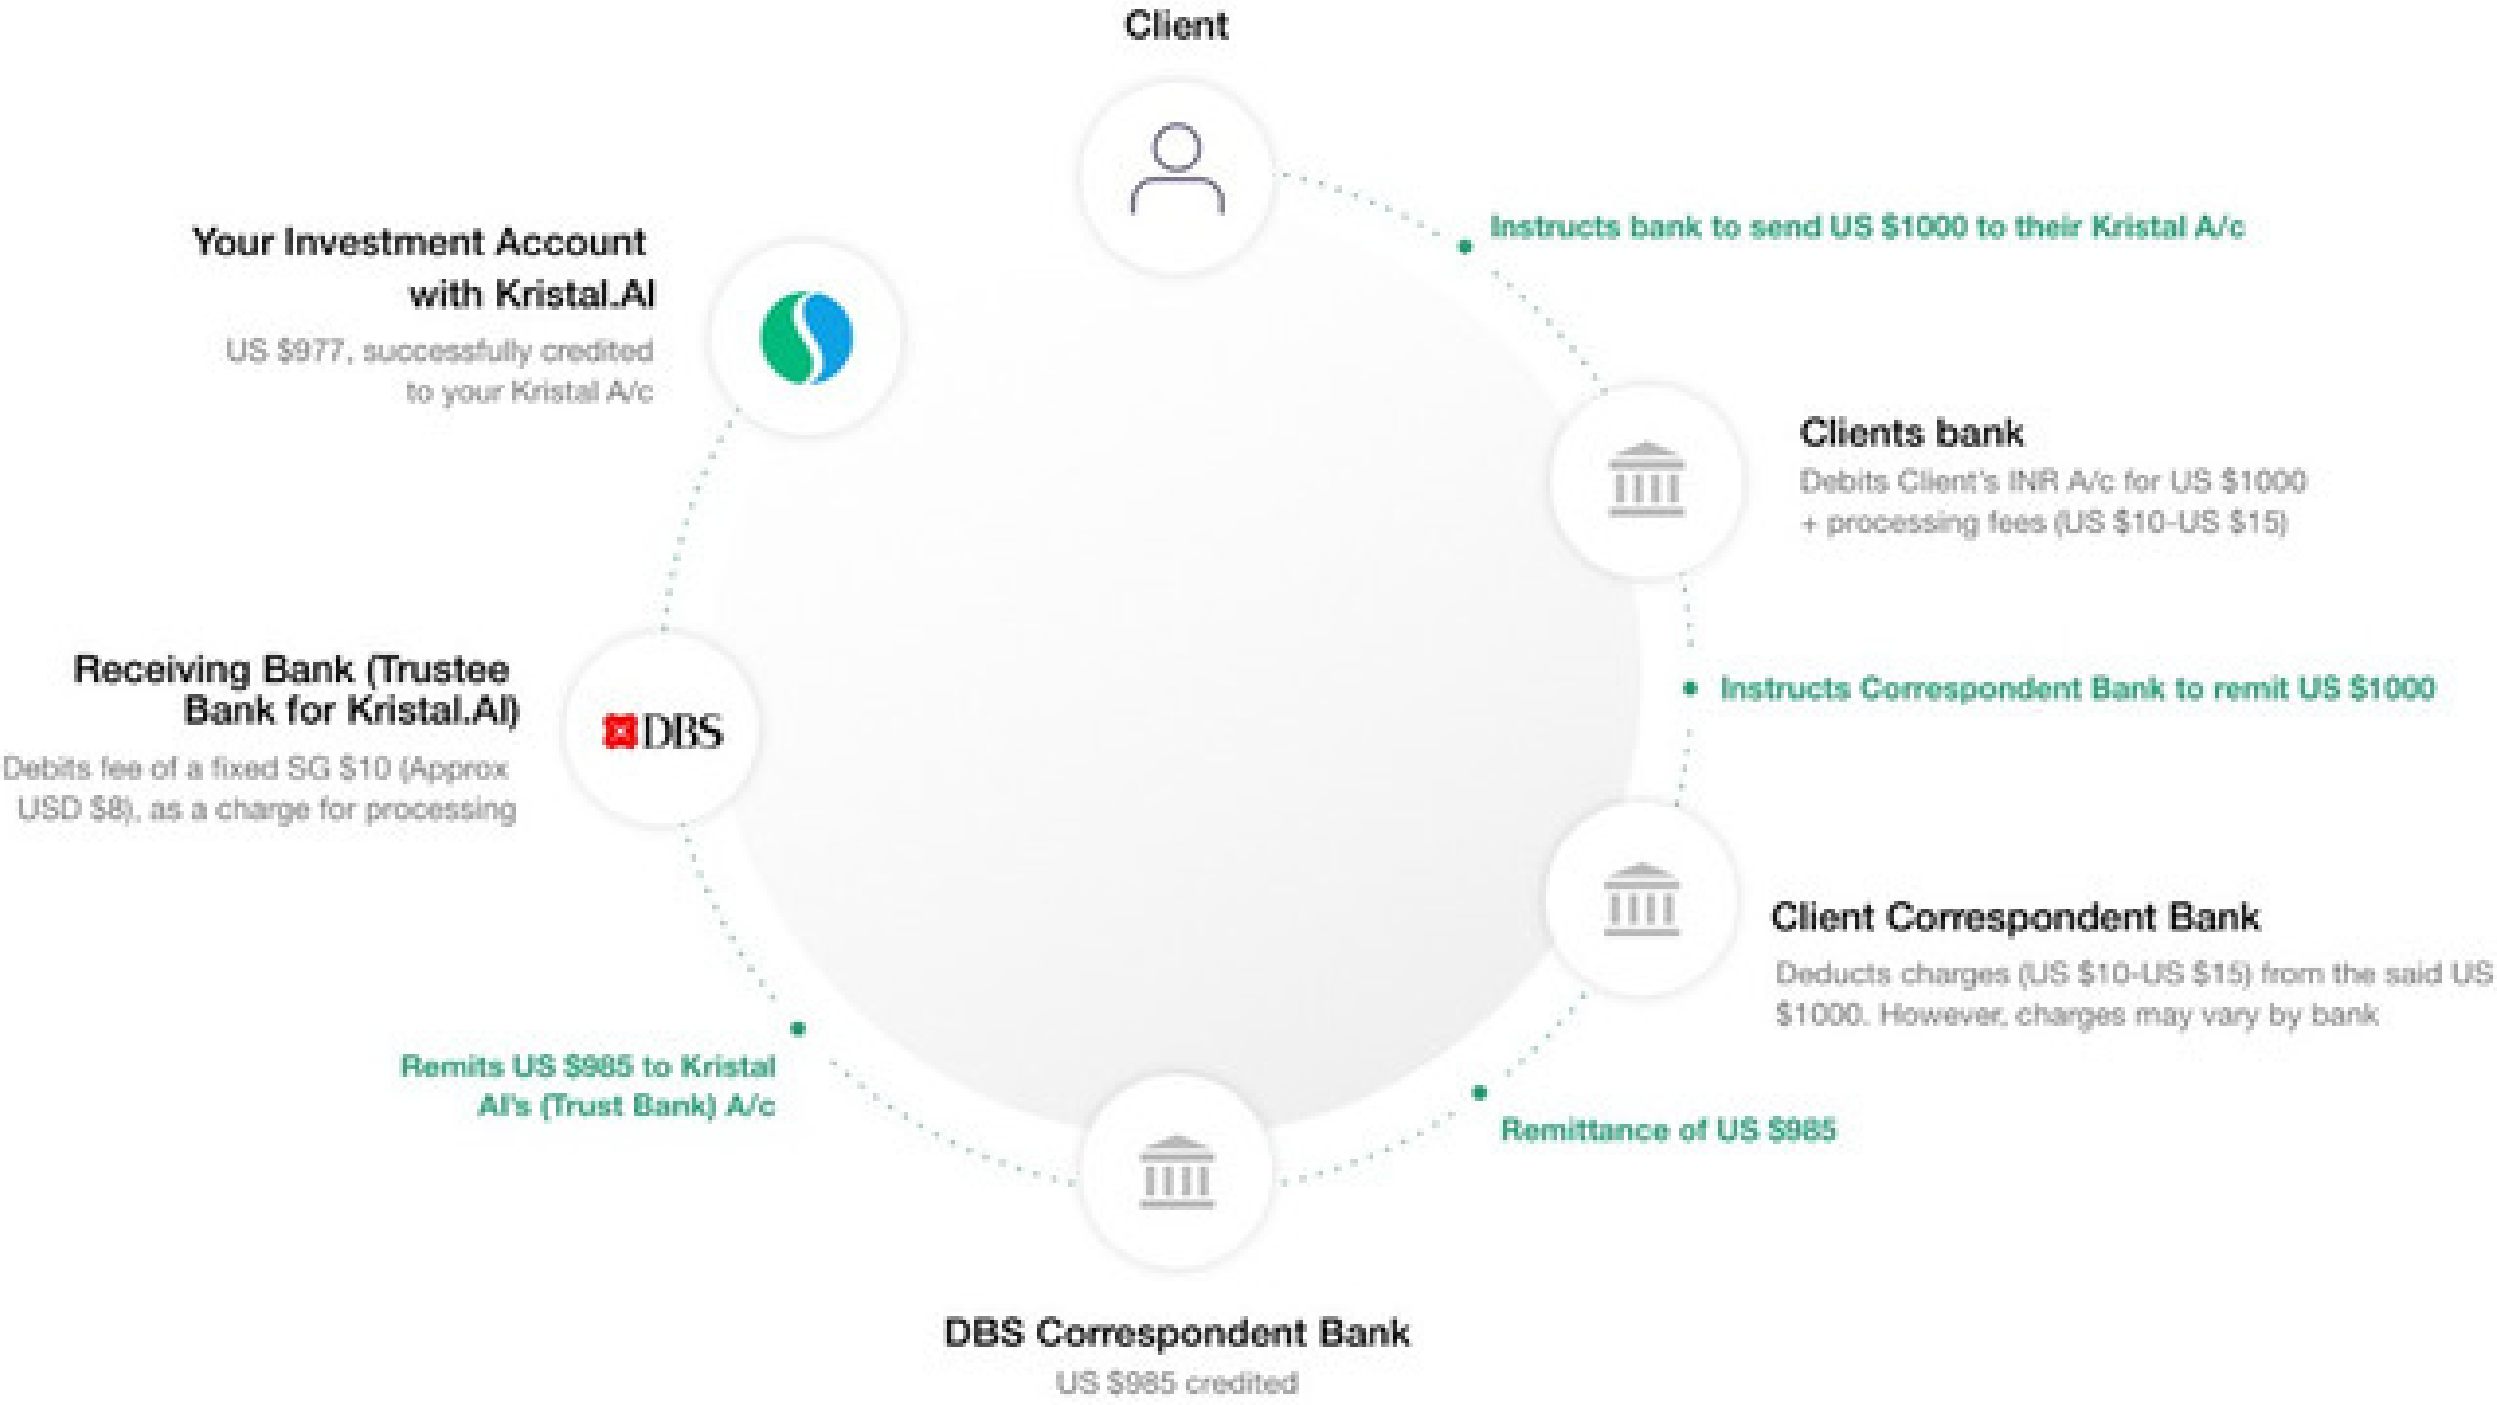 Client
Instructs bank to send US $1000 to their Kristal A/c
Clients bank
Debits Client's INR A/c for US $1000
+ processing fees (US $10-US $15)
Instructs Correspondent Bank to remit US $1000
Client Correspondent Bank
Deducts charges (US $10-US $15) from the said US
$1000. However, charges may vary by bank
Remittance of US $985
DBS Correspondent Bank
US $985 credited
Remits US $985 to Kristal
AI's (Trust Bank) A/c
DBS
Receiving Bank (Trustee
Bank for Kristal.AI)
Debits fee of a fixed SG $10 (Approx
USD $8), as a charge for processing
Your Investment Account
with Kristal.AI
US $977, successfully credited
to your Kristal A/c